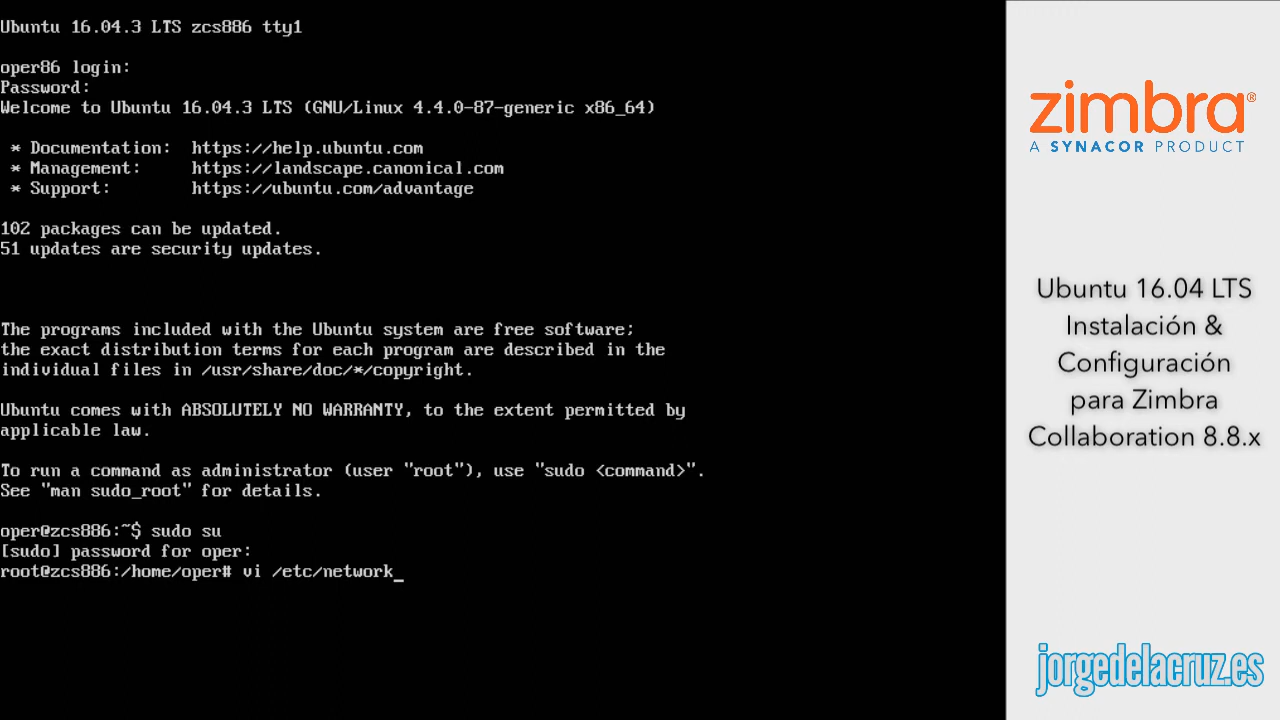 Ubuntu 16.04.3 LTS zcs886 tty1
oper86 login:
Password:
Welcome to Ubuntu 16.04.3 LTS (GNU/Linux 4.4.0-87-generic x86_64)
* Documentation:  https://help.ubuntu.com
* Management:     https://landscape.canonical.com
* Support:        https://ubuntu.com/advantage
102 packages can be updated.
51 updates are security updates.
The programs included with the Ubuntu system are free software;
the exact distribution terms for each program are described in the
individual files in /usr/share/doc/*/copyright.
Ubuntu comes with ABSOLUTELY NO WARRANTY, to the extent permitted by
applicable law.
To run a command as administrator (user "root"), use "sudo <command>".
See "man sudo_root" for details.
oper@zcs886:~$ sudo su
[sudo] password for oper:
root@zcs886:/home/oper# vi /etc/network_
zimbra®
A SYNACOR PRODUCT
Ubuntu 16.04 LTS
Instalación &
Configuración
para Zimbra
Collaboration 8.8.x
jorgedelacruz.es